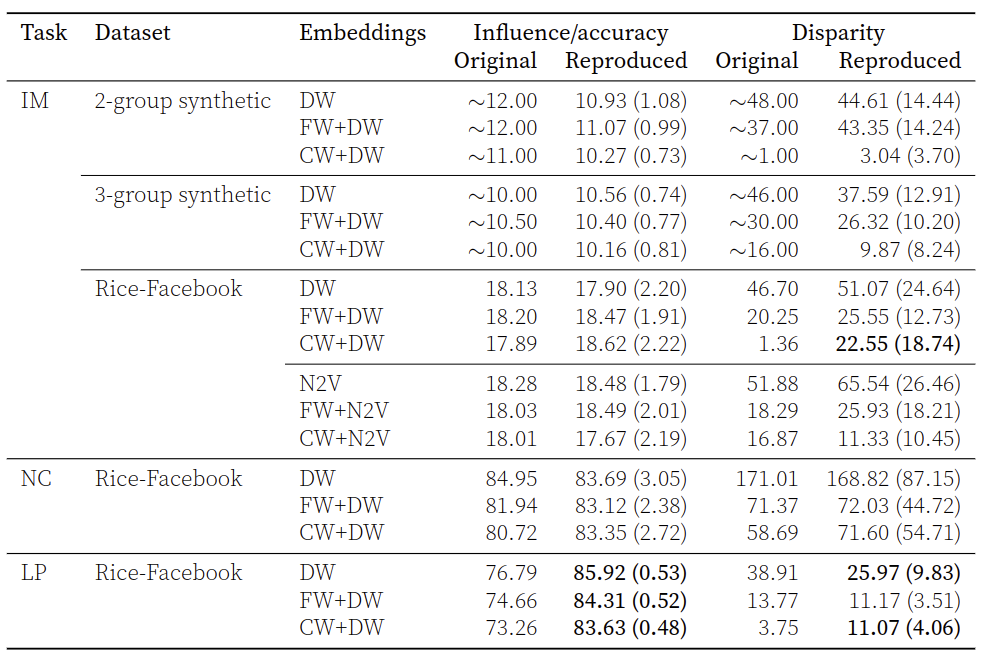 Task Dataset Embeddings Influence/accuracy Disparity
Original Reproduced Original Reproduced
IM 2-group synthetic DW ~12.00 10.93 (1.08) ~48.00 44.61 (14.44)
FW+DW ~12.00 11.07 (0.99) ~37.00 43.35 (14.24)
CW+DW ~11.00 10.27 (0.73) ~1.00 3.04 (3.70)
3-group synthetic DW ~10.00 10.56 (0.74) ~46.00 37.59 (12.91)
FW+DW ~10.50 10.40 (0.77) ~30.00 26.32 (10.20)
CW+DW ~10.00 10.16 (0.81) ~16.00 9.87 (8.24)
Rice-Facebook DW 18.13 17.90 (2.20) 46.70 51.07 (24.64)
FW+DW 18.20 18.47 (1.91) 20.25 25.55 (12.73)
CW+DW 17.89 18.62 (2.22) 1.36 22.55 (18.74)
N2V 18.28 18.48 (1.79) 51.88 65.54 (26.46)
FW+N2V 18.03 18.49 (2.01) 18.29 25.93 (18.21)
CW+N2V 18.01 17.67 (2.19) 16.87 11.33 (10.45)
NC Rice-Facebook DW 84.95 83.69 (3.05) 171.01 168.82 (87.15)
FW+DW 81.94 83.12 (2.38) 71.37 72.03 (44.72)
CW+DW 80.72 83.35 (2.72) 58.69 71.60 (54.71)
LP Rice-Facebook DW 76.79 85.92 (0.53) 38.91 25.97 (9.83)
FW+DW 74.66 84.31 (0.52) 13.77 11.17 (3.51)
CW+DW 73.26 83.63 (0.48) 3.75 11.07 (4.06)